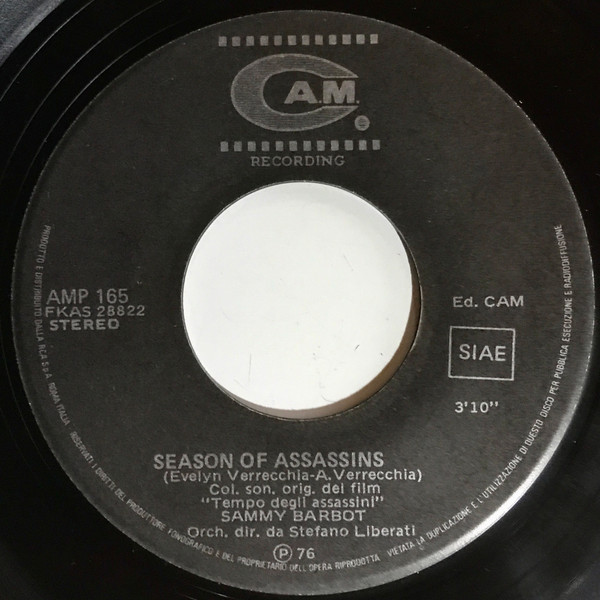 C.A.M.
RECORDING
AMP 165
FKAS 28822
STEREO
Ed. CAM
SIAE
3'10"
SEASON OF ASSASSINS
(Evelyn Verrecchia-A.Verrecchia)
Col. son. orig. del film
"Tempo degli assassini"
SAMMY BARBOT
Orch. dir. da Stefano Liberati
℗ 76
PRODOTTO E DISTRIBUITO DALLA RCA S.p.A. ROMA ITALIA RISERVATI I DIRITTI DEL PRODUTTORE FONOGRAFICO E DEL PROPRIETARIO DELL'OPERA RIPRODOTTA VIETATA LA DUPLICAZIONE E L'UTILIZZAZIONE DI QUESTO DISCO PER PUBBLICA ESECUZIONE E RADIODIFFUSIONE